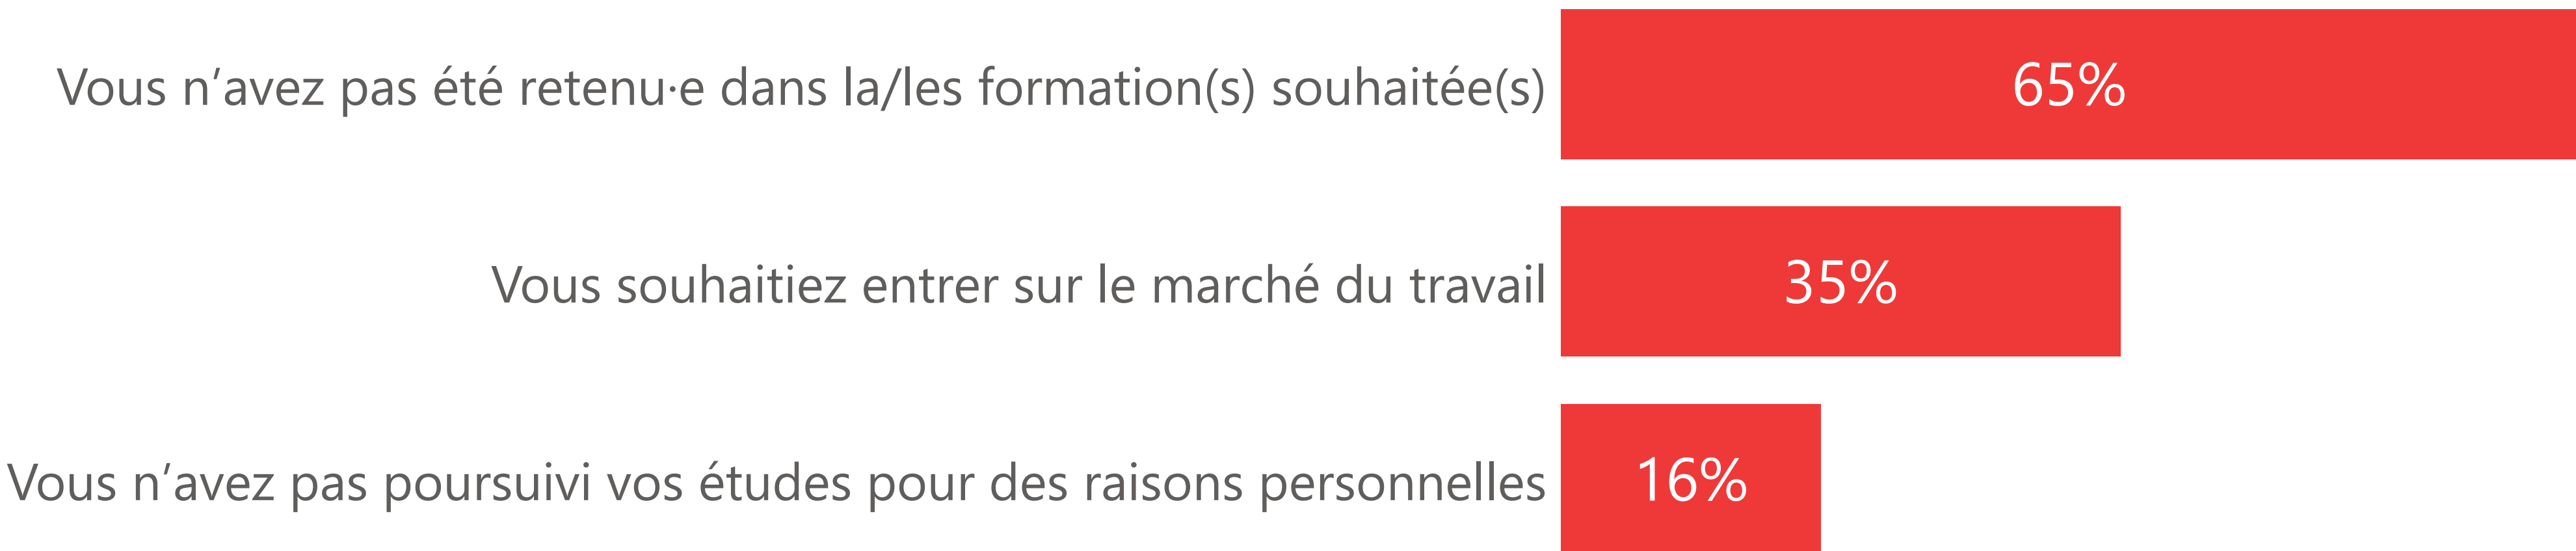 Vous n’avez pas été retenu·e dans la/les formation(s) souhaitée(s) 65%
Vous souhaitiez entrer sur le marché du travail 35%
Vous n’avez pas poursuivi vos études pour des raisons personnelles 16%